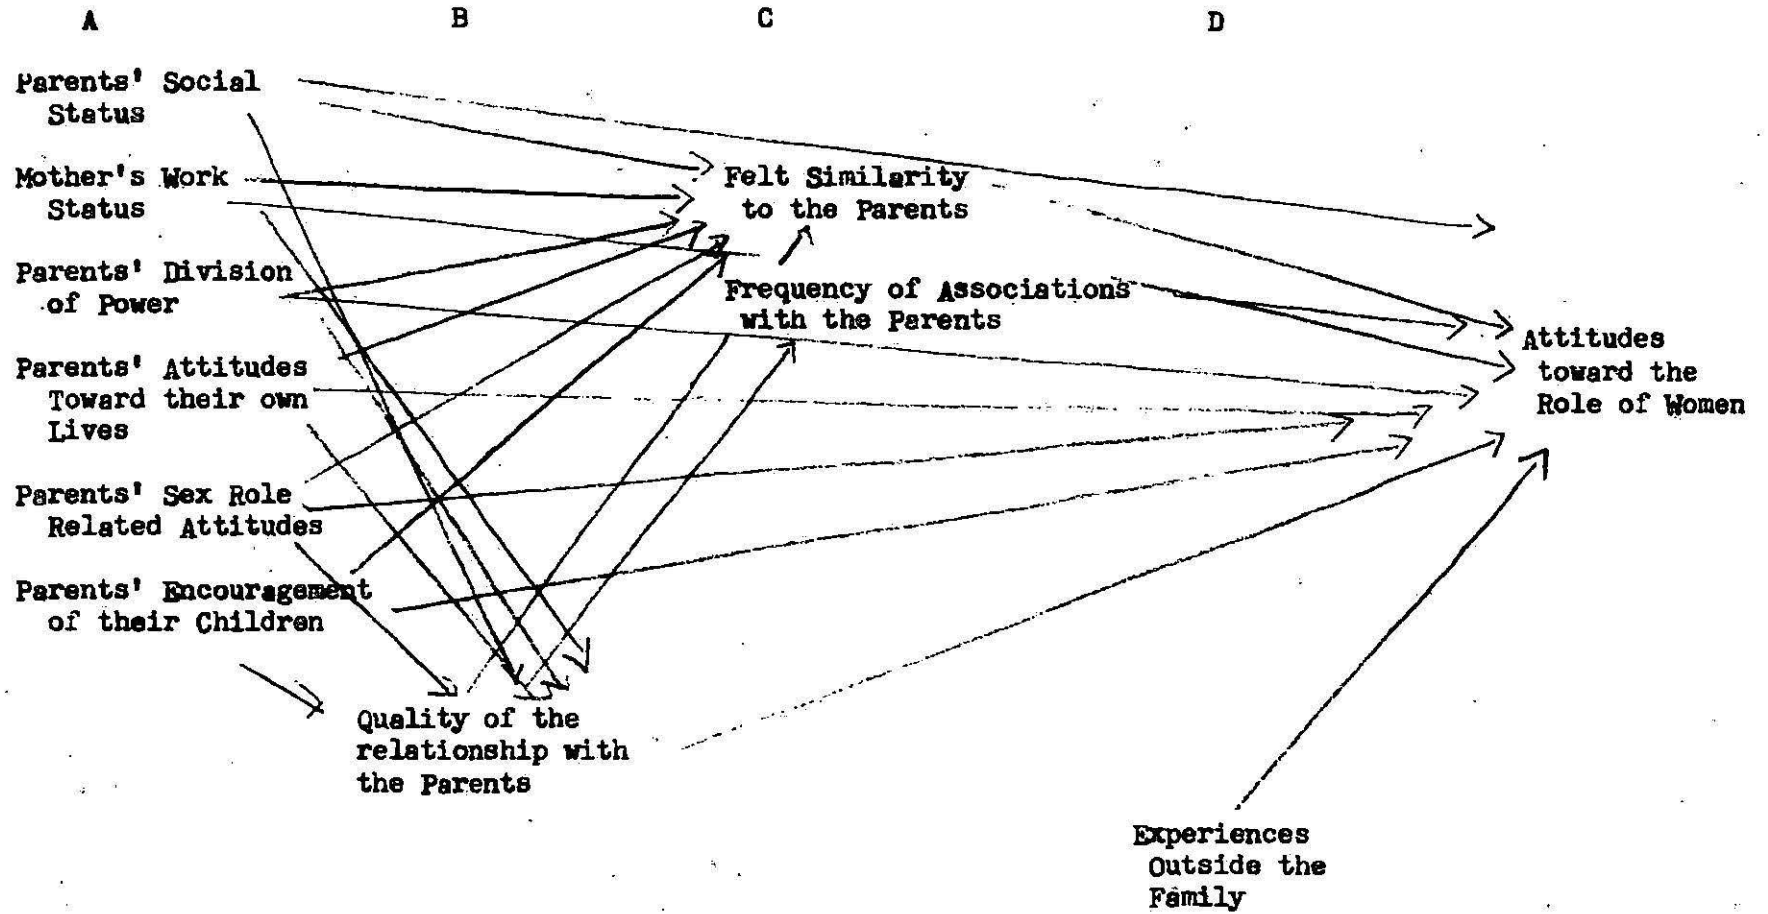 A B C D
Parents' Social
Status
Mother's Work
Status
Parents' Division
of Power
Parents' Attitudes
Toward their own
Lives
Parents' Sex Role
Related Attitudes
Parents' Encouragement
of their Children
Quality of the
relationship with
the Parents
Felt Similarity
to the Parents
Frequency of Associations
with the Parents
Attitudes
toward the
Role of Women
Experiences
Outside the
Family